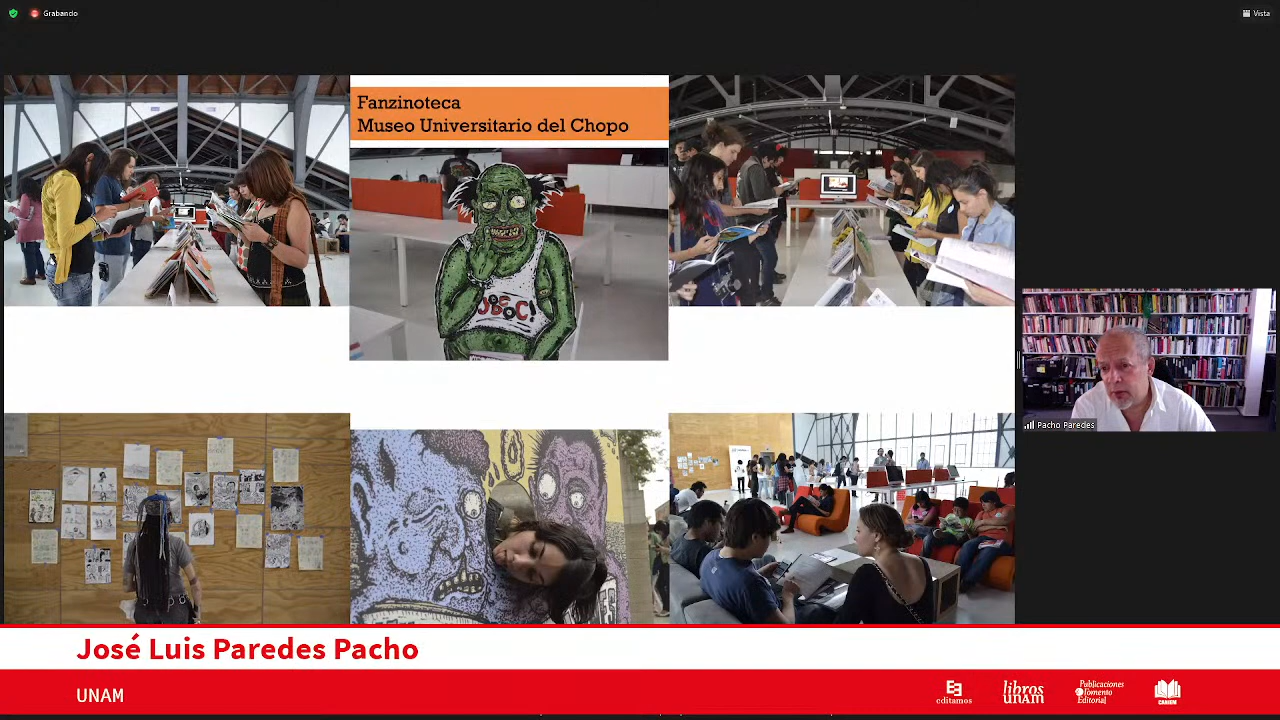 Grabando
Vista
Fanzinoteca
Museo Universitario del Chopo
Pacho Paredes
José Luis Paredes Pacho
UNAM
editamos
libros
unam
Publicaciones
Fomento
Editorial
CANIEM